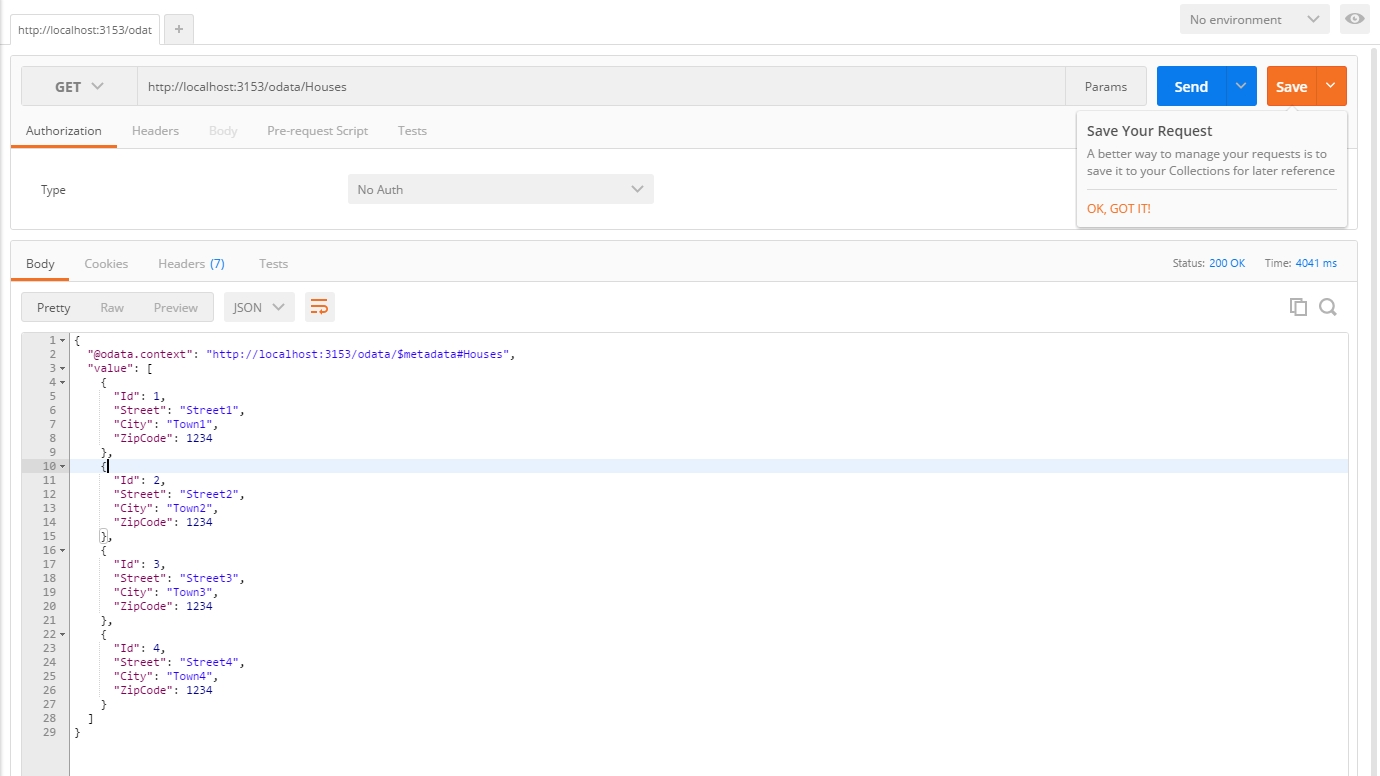 http://localhost:3153/odat
+
No environment
GET
http://localhost:3153/odata/Houses
Params
Send
Save
Authorization
Headers
Body
Pre-request Script
Tests
Save Your Request
A better way to manage your requests is to
save it to your Collections for later reference
OK, GOT IT!
Type
No Auth
Body
Cookies
Headers (7)
Tests
Status: 200 OK
Time: 4041 ms
Pretty
Raw
Preview
JSON
1 {
2 "@odata.context": "http://localhost:3153/odata/$metadata#Houses",
3 "value": [
4 {
5 "Id": 1,
6 "Street": "Street1",
7 "City": "Town1",
8 "ZipCode": 1234
9 },
10 {
11 "Id": 2,
12 "Street": "Street2",
13 "City": "Town2",
14 "ZipCode": 1234
15 },
16 {
17 "Id": 3,
18 "Street": "Street3",
19 "City": "Town3",
20 "ZipCode": 1234
21 },
22 {
23 "Id": 4,
24 "Street": "Street4",
25 "City": "Town4",
26 "ZipCode": 1234
27 }
28 ]
29 }